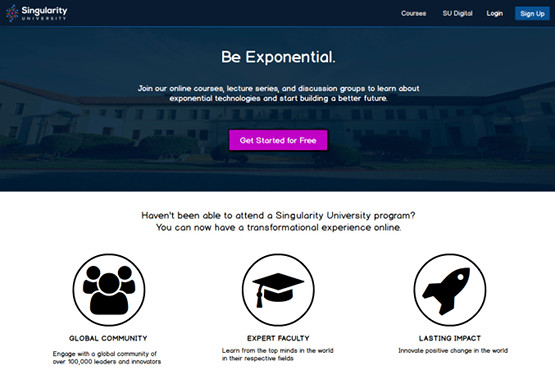 Singularity
UNIVERSITY
Courses
SU Digital
Login
Sign Up
Be Exponential.
Join our online courses, lecture series, and discussion groups to learn about
exponential technologies and start building a better future.
Get Started for Free
Haven't been able to attend a Singularity University program?
You can now have a transformational experience online.
GLOBAL COMMUNITY
Engage with a global community of
over 100,000 leaders and innovators
EXPERT FACULTY
Learn from the top minds in the world
in their respective fields
LASTING IMPACT
Innovate positive change in the world